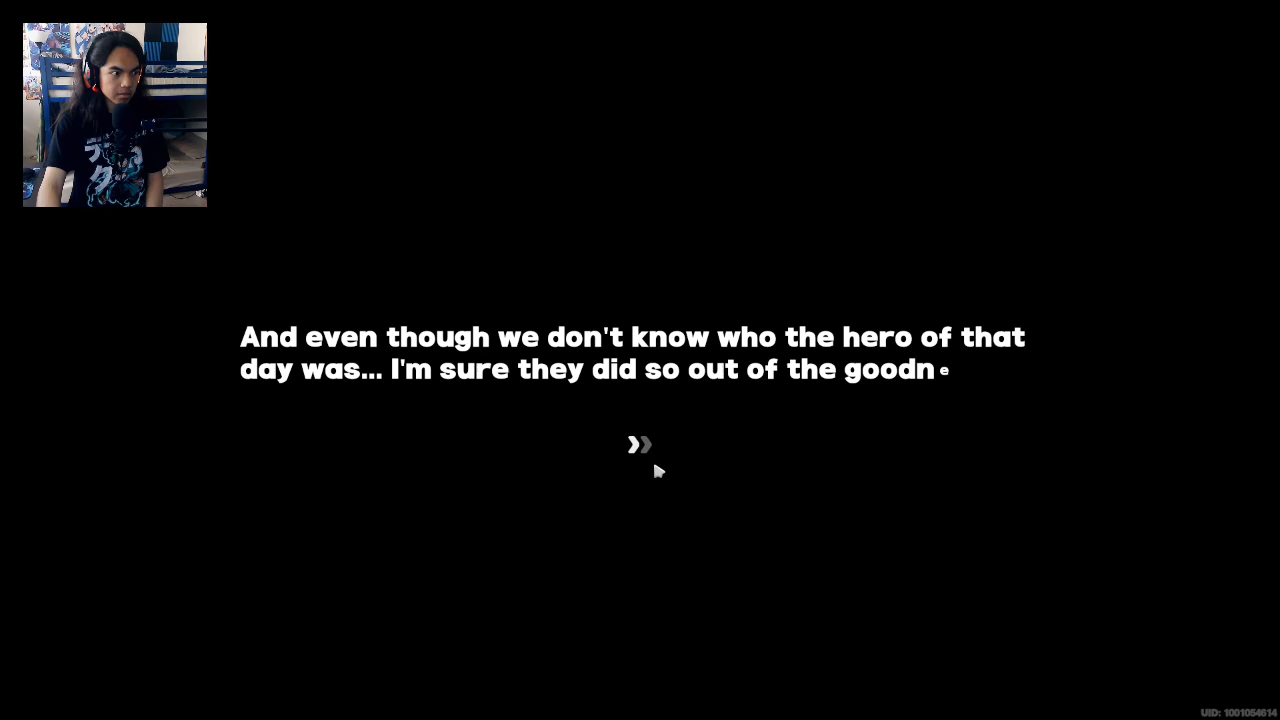 And even though we don't know who the hero of that
day was... I'm sure they did so out of the goodne
UID: 1001054614